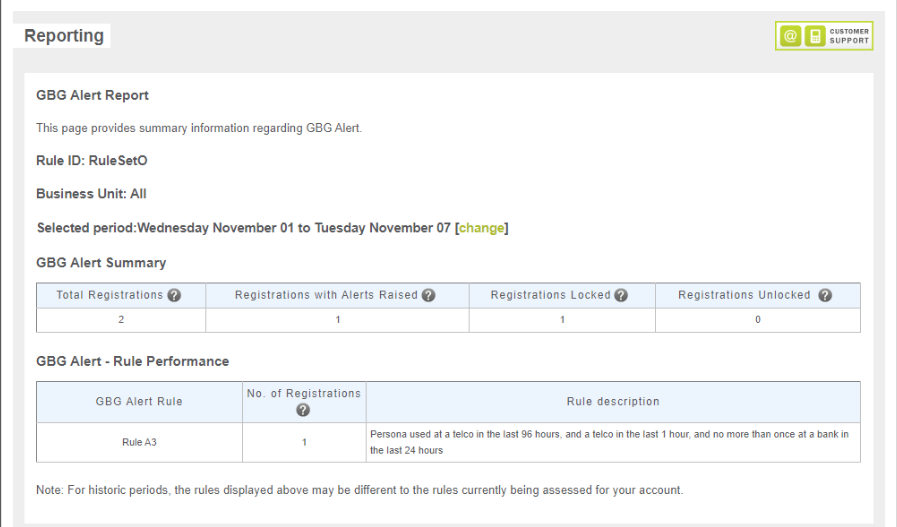 Reporting
@ CUSTOMER
SUPPORT
GBG Alert Report
This page provides summary information regarding GBG Alert.
Rule ID: RuleSetO
Business Unit: All
Selected period:Wednesday November 01 to Tuesday November 07 [change]
GBG Alert Summary
Total Registrations ? Registrations with Alerts Raised ? Registrations Locked ? Registrations Unlocked ?
2 1 1 0
GBG Alert - Rule Performance
GBG Alert Rule No. of Registrations ? Rule description
Rule A3 1 Persona used at a telco in the last 96 hours, and a telco in the last 1 hour, and no more than once at a bank in
the last 24 hours
Note: For historic periods, the rules displayed above may be different to the rules currently being assessed for your account.